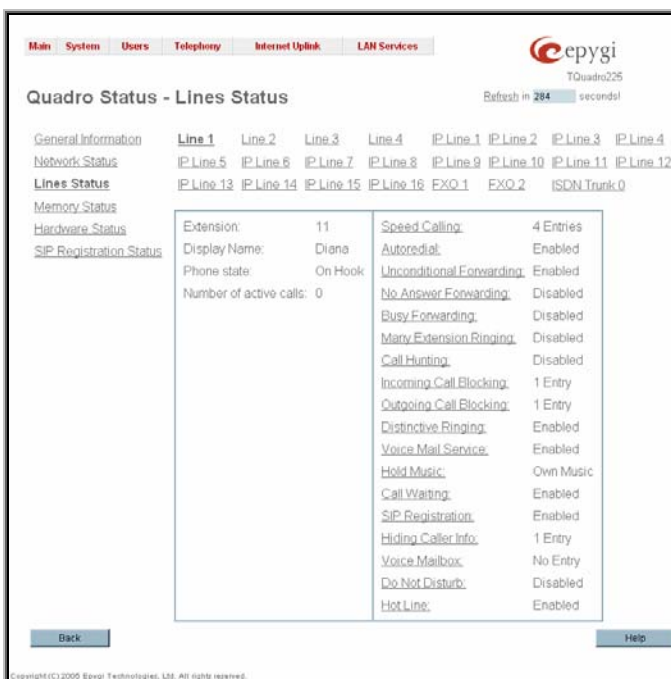 Main System Users Telephony Internet Uplink LAN Services
epygi
TQuadro225
Quadro Status - Lines Status
Refresh in 284 seconds!
General Information
Network Status
Lines Status
Memory Status
Hardware Status
SIP Registration Status
Line 1 Line 2 Line 3 Line 4 IP Line 1 IP Line 2 IP Line 3 IP Line 4
IP Line 5 IP Line 6 IP Line 7 IP Line 8 IP Line 9 IP Line 10 IP Line 11 IP Line 12
IP Line 13 IP Line 14 IP Line 15 IP Line 16 FXO 1 FXO 2 ISDN Trunk 0
Extension: 11
Display Name: Diana
Phone state: On Hook
Number of active calls: 0
Speed Calling: 4 Entries
Autoredial: Enabled
Unconditional Forwarding: Enabled
No Answer Forwarding: Disabled
Busy Forwarding: Disabled
Many Extension Ringing: Disabled
Call Hunting: Disabled
Incoming Call Blocking: 1 Entry
Outgoing Call Blocking: 1 Entry
Distinctive Ringing: Enabled
Voice Mail Service: Enabled
Hold Music: Own Music
Call Waiting: Enabled
SIP Registration: Enabled
Hiding Caller Info: 1 Entry
Voice Mailbox: No Entry
Do Not Disturb: Disabled
Hot Line: Enabled
Back Help
Copyright (C) 2005 Epygi Technologies, Ltd. All rights reserved.